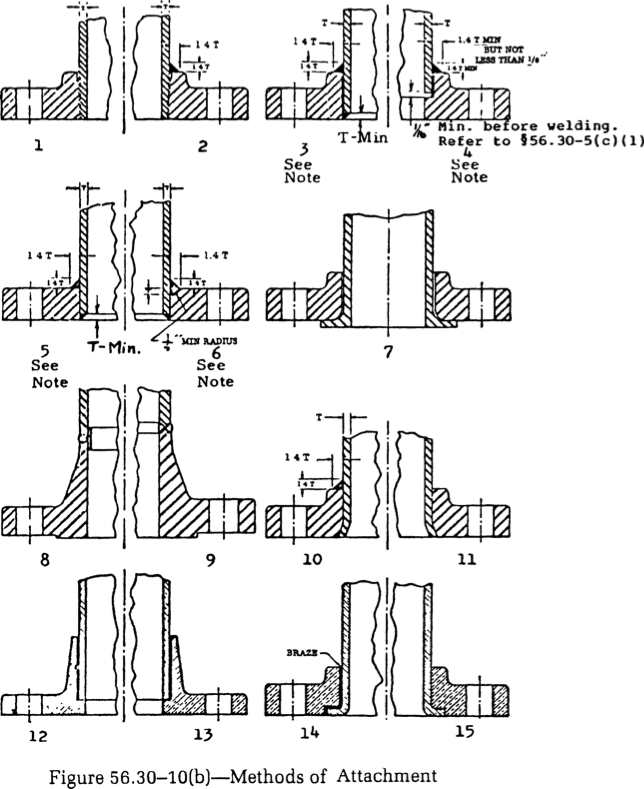 T T
1 4 T
1 4 T
1 2
T T
1 4 T 1.4 T MIN
BUT NOT
LESS THAN 1/8"
1 4 T 1 4 T MIN
T-Min 1/16" Min. before welding.
Refer to §56.30-5(c)(1)
3 4
See See
Note Note
T T
1 4 T 1.4 T
1 4 T 1 4 T
T-Min. MIN RADIUS
5 6
See See
Note Note
7
8 9
T
1 4 T
1 4 T
10 11
12 13
BRAZE
14 15
Figure 56.30-10(b)—Methods of Attachment